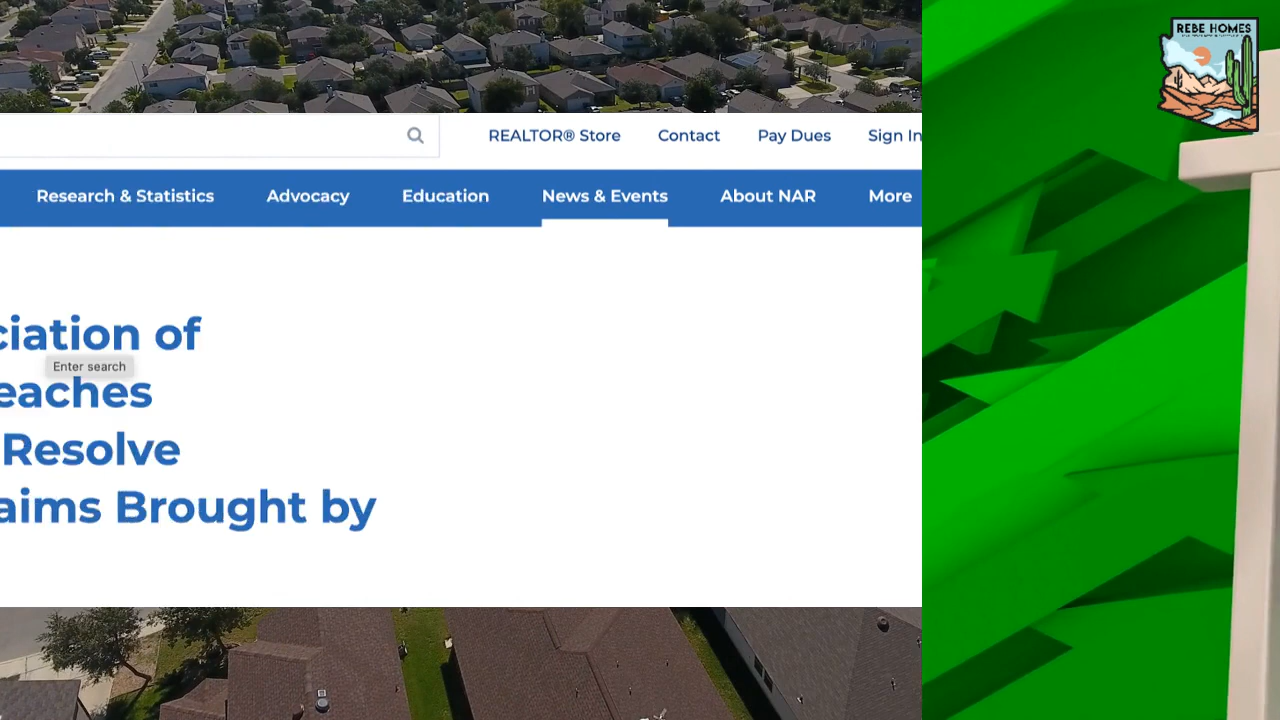 REBE HOMES
REALTOR® Store Contact Pay Dues Sign In
Research & Statistics Advocacy Education News & Events About NAR More
ciation of
Enter search
eaches
Resolve
aims Brought by